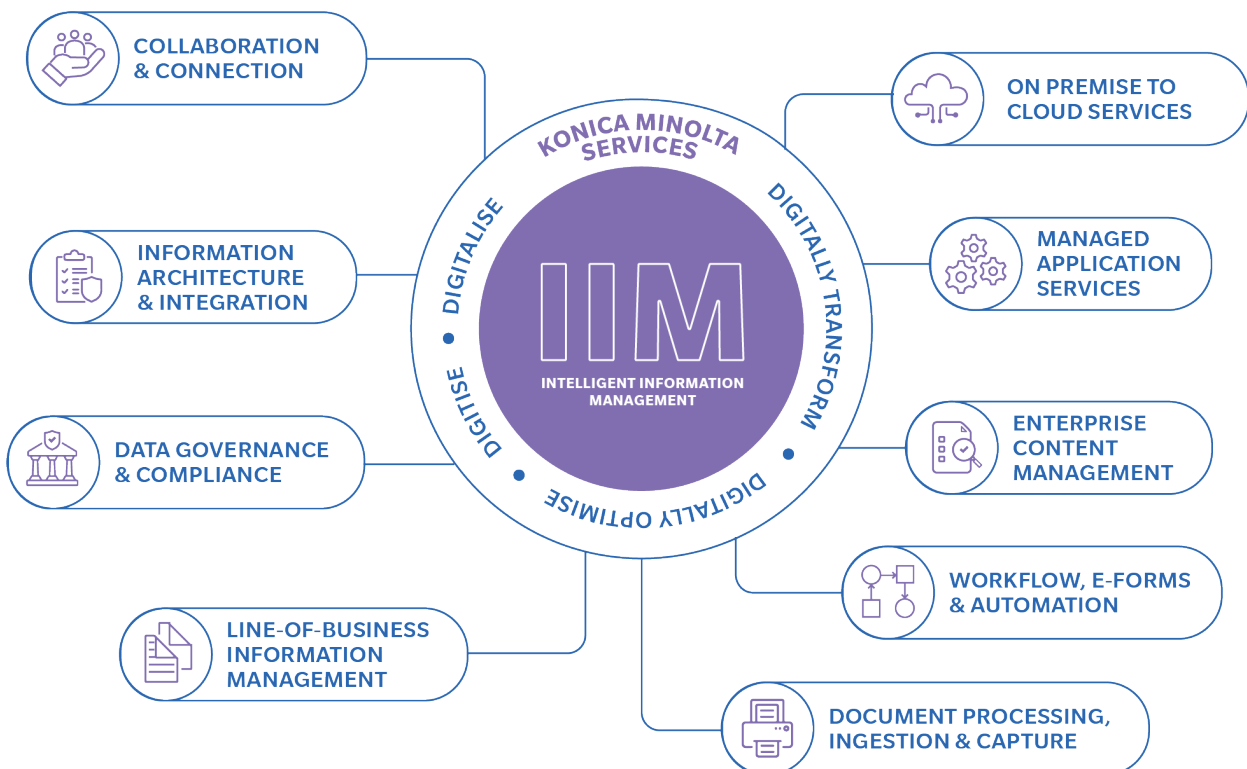 COLLABORATION
& CONNECTION
ON PREMISE TO
CLOUD SERVICES
KONICA MINOLTA
SERVICES
DIGITALISE
DIGITALLY TRANSFORM
DIGITISE
DIGITALLY OPTIMISE
IIM
INTELLIGENT INFORMATION
MANAGEMENT
INFORMATION
ARCHITECTURE
& INTEGRATION
MANAGED
APPLICATION
SERVICES
DATA GOVERNANCE
& COMPLIANCE
ENTERPRISE
CONTENT
MANAGEMENT
WORKFLOW, E-FORMS
& AUTOMATION
LINE-OF-BUSINESS
INFORMATION
MANAGEMENT
DOCUMENT PROCESSING,
INGESTION & CAPTURE